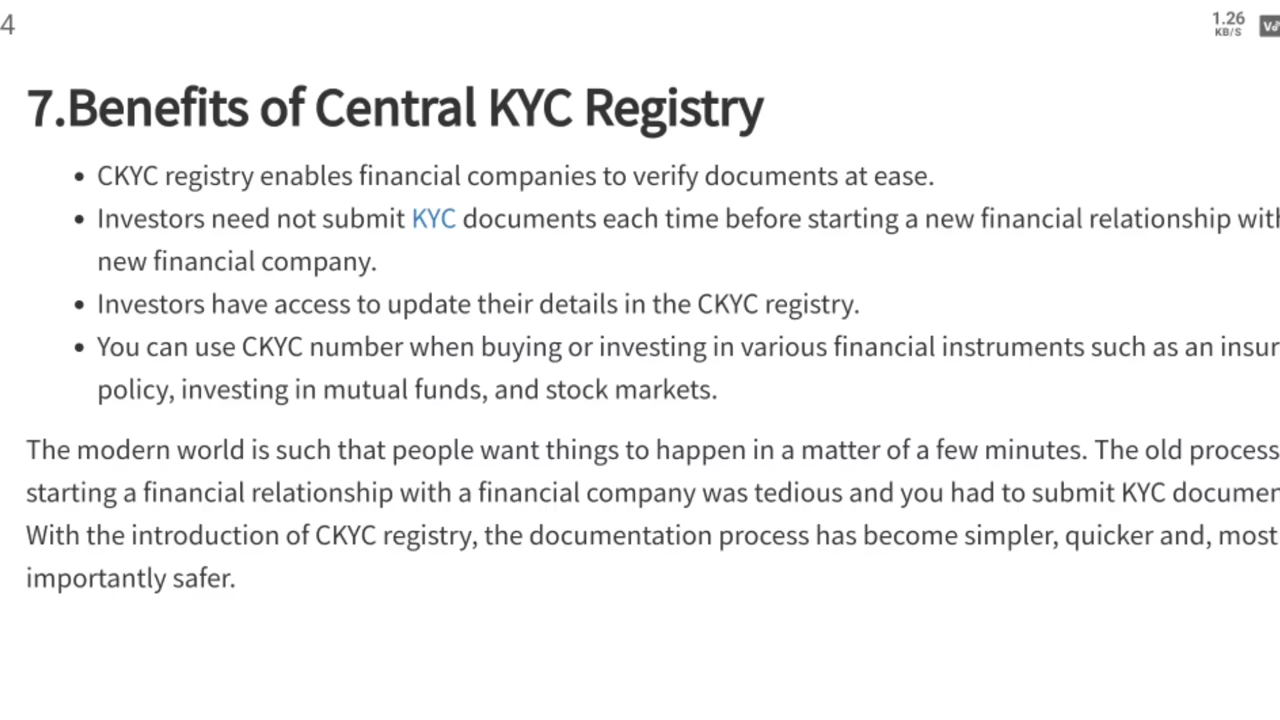 4
1.26
KB/S
7.Benefits of Central KYC Registry
• CKYC registry enables financial companies to verify documents at ease.
• Investors need not submit KYC documents each time before starting a new financial relationship
new financial company.
• Investors have access to update their details in the CKYC registry.
• You can use CKYC number when buying or investing in various financial instruments such as an
policy, investing in mutual funds, and stock markets.
The modern world is such that people want things to happen in a matter of a few minutes. The old process
starting a financial relationship with a financial company was tedious and you had to submit KYC
With the introduction of CKYC registry, the documentation process has become simpler, quicker and, most
importantly safer.